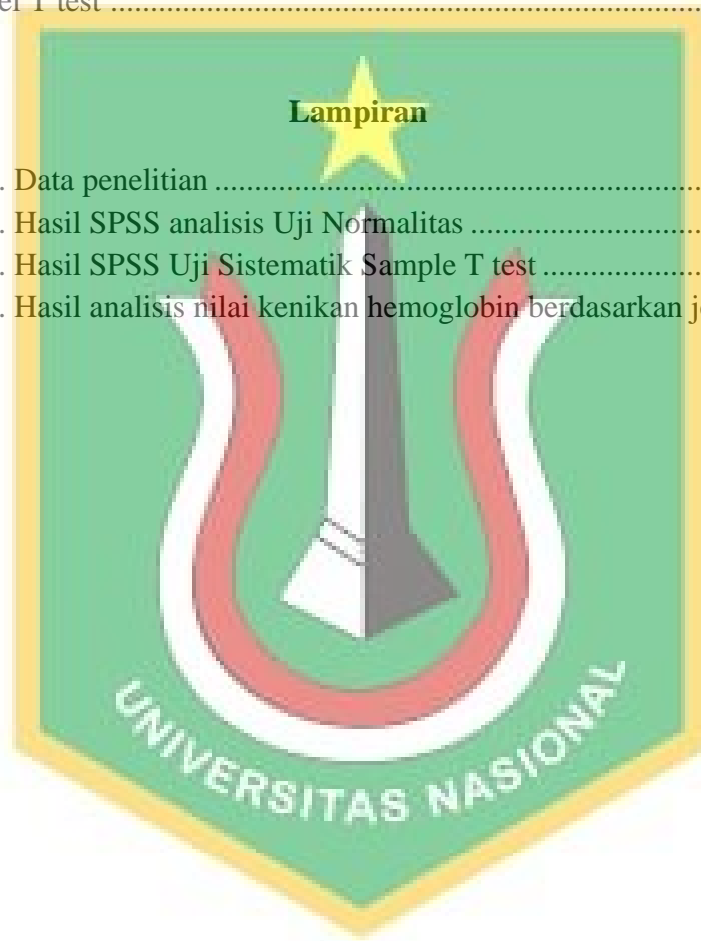 T test ................................................................................
Lampiran
. Data penelitian ..............................................................
. Hasil SPSS analisis Uji Normalitas .............................
. Hasil SPSS Uji Sistematik Sample T test ....................
. Hasil analisis nilai kenikan hemoglobin berdasarkan
UNIVERSITAS NASIONAL